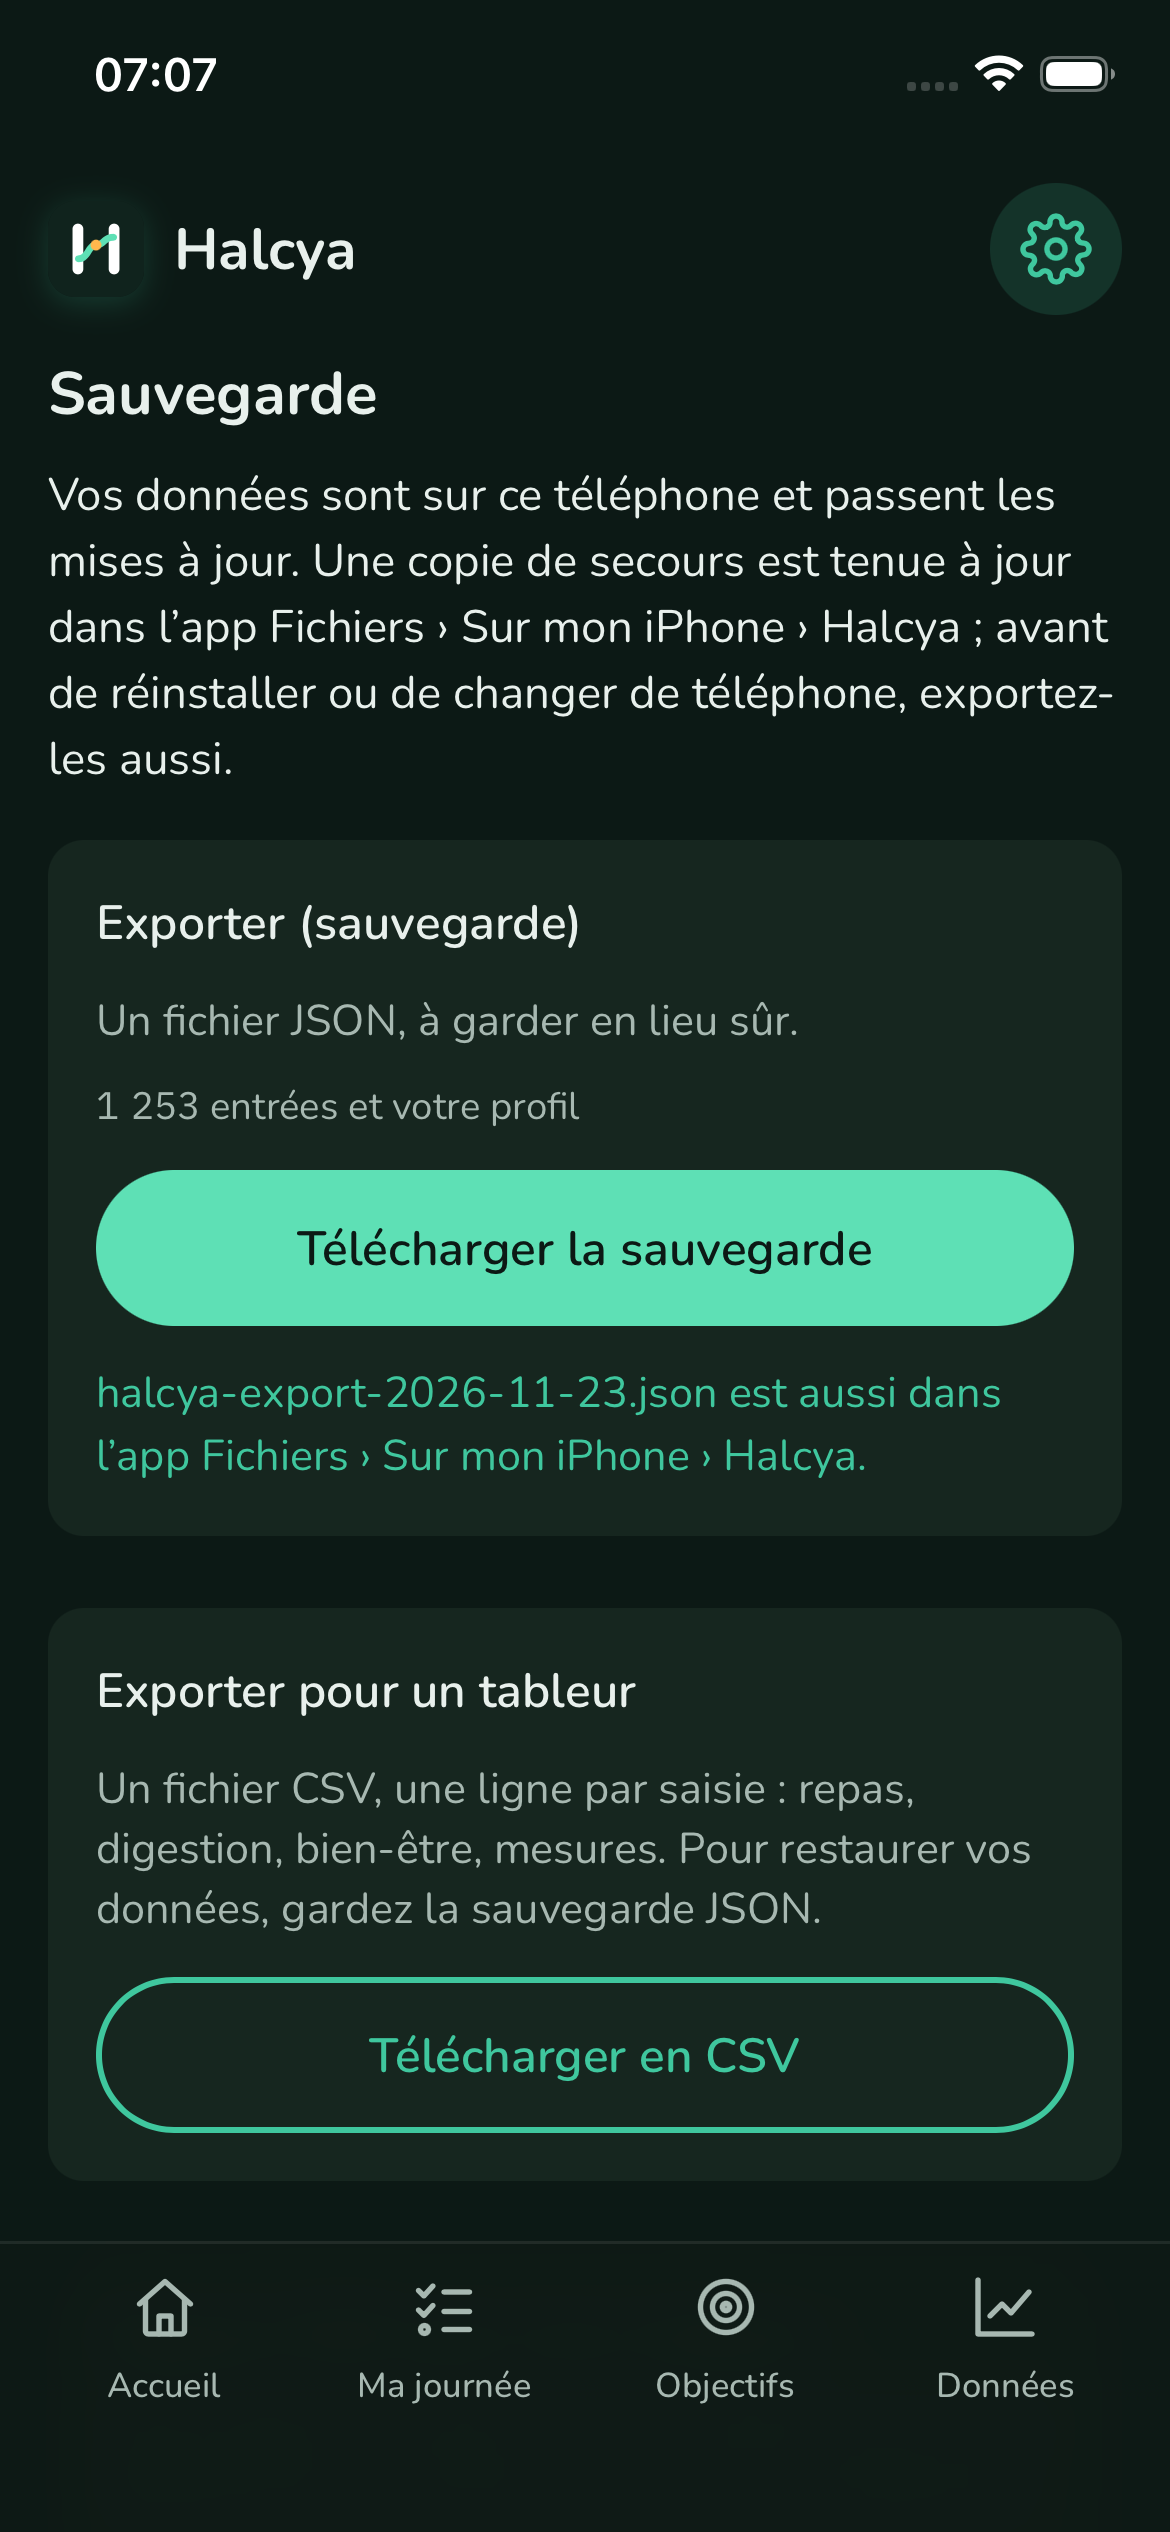 07:07
Halcya
Sauvegarde
Vos données sont sur ce téléphone et passent les
mises à jour. Une copie de secours est tenue à jour
dans l’app Fichiers › Sur mon iPhone › Halcya ; avant
de réinstaller ou de changer de téléphone, exportez-
les aussi.
Exporter (sauvegarde)
Un fichier JSON, à garder en lieu sûr.
1 253 entrées et votre profil
Télécharger la sauvegarde
halcya-export-2026-11-23.json est aussi dans
l’app Fichiers › Sur mon iPhone › Halcya.
Exporter pour un tableur
Un fichier CSV, une ligne par saisie : repas,
digestion, bien-être, mesures. Pour restaurer vos
données, gardez la sauvegarde JSON.
Télécharger en CSV
Accueil
Ma journée
Objectifs
Données